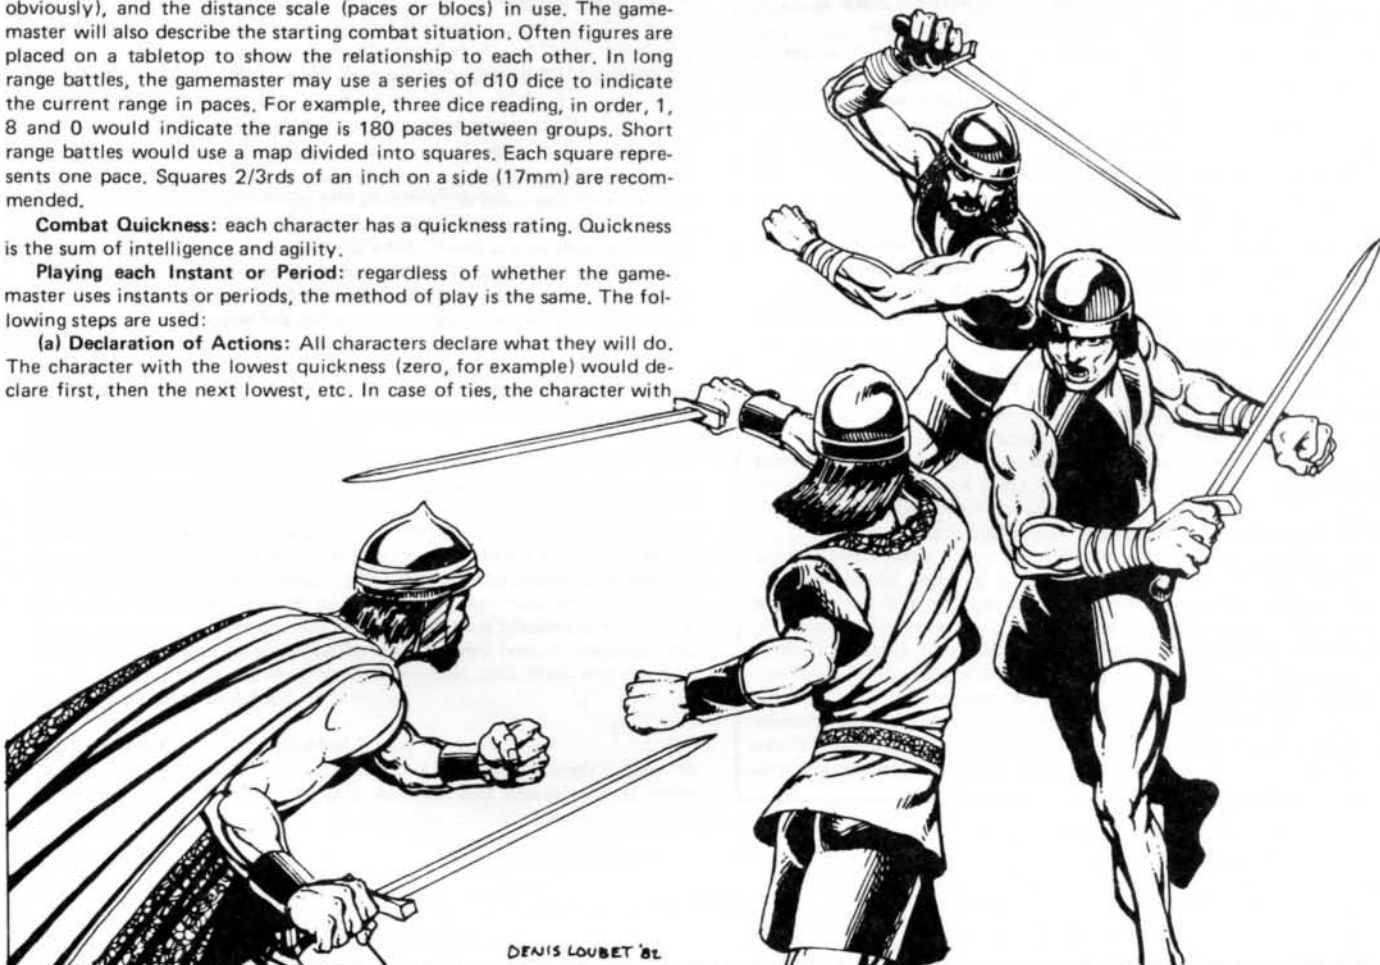 obviously), and the distance scale (paces or blocs) in use. The game-
master will also describe the starting combat situation. Often figures are
placed on a tabletop to show the relationship to each other. In long
range battles, the gamemaster may use a series of d10 dice to indicate
the current range in paces. For example, three dice reading, in order, 1,
8 and 0 would indicate the range is 180 paces between groups. Short
range battles would use a map divided into squares. Each square repre-
sents one pace. Squares 2/3rds of an inch on a side (17mm) are recom-
mended.
Combat Quickness: each character has a quickness rating. Quickness
is the sum of intelligence and agility.
Playing each Instant or Period: regardless of whether the game-
master uses instants or periods, the method of play is the same. The fol-
lowing steps are used:
(a) Declaration of Actions: All characters declare what they will do.
The character with the lowest quickness (zero, for example) would de-
clare first, then the next lowest, etc. In case of ties, the character with
DENIS LOUBET '82